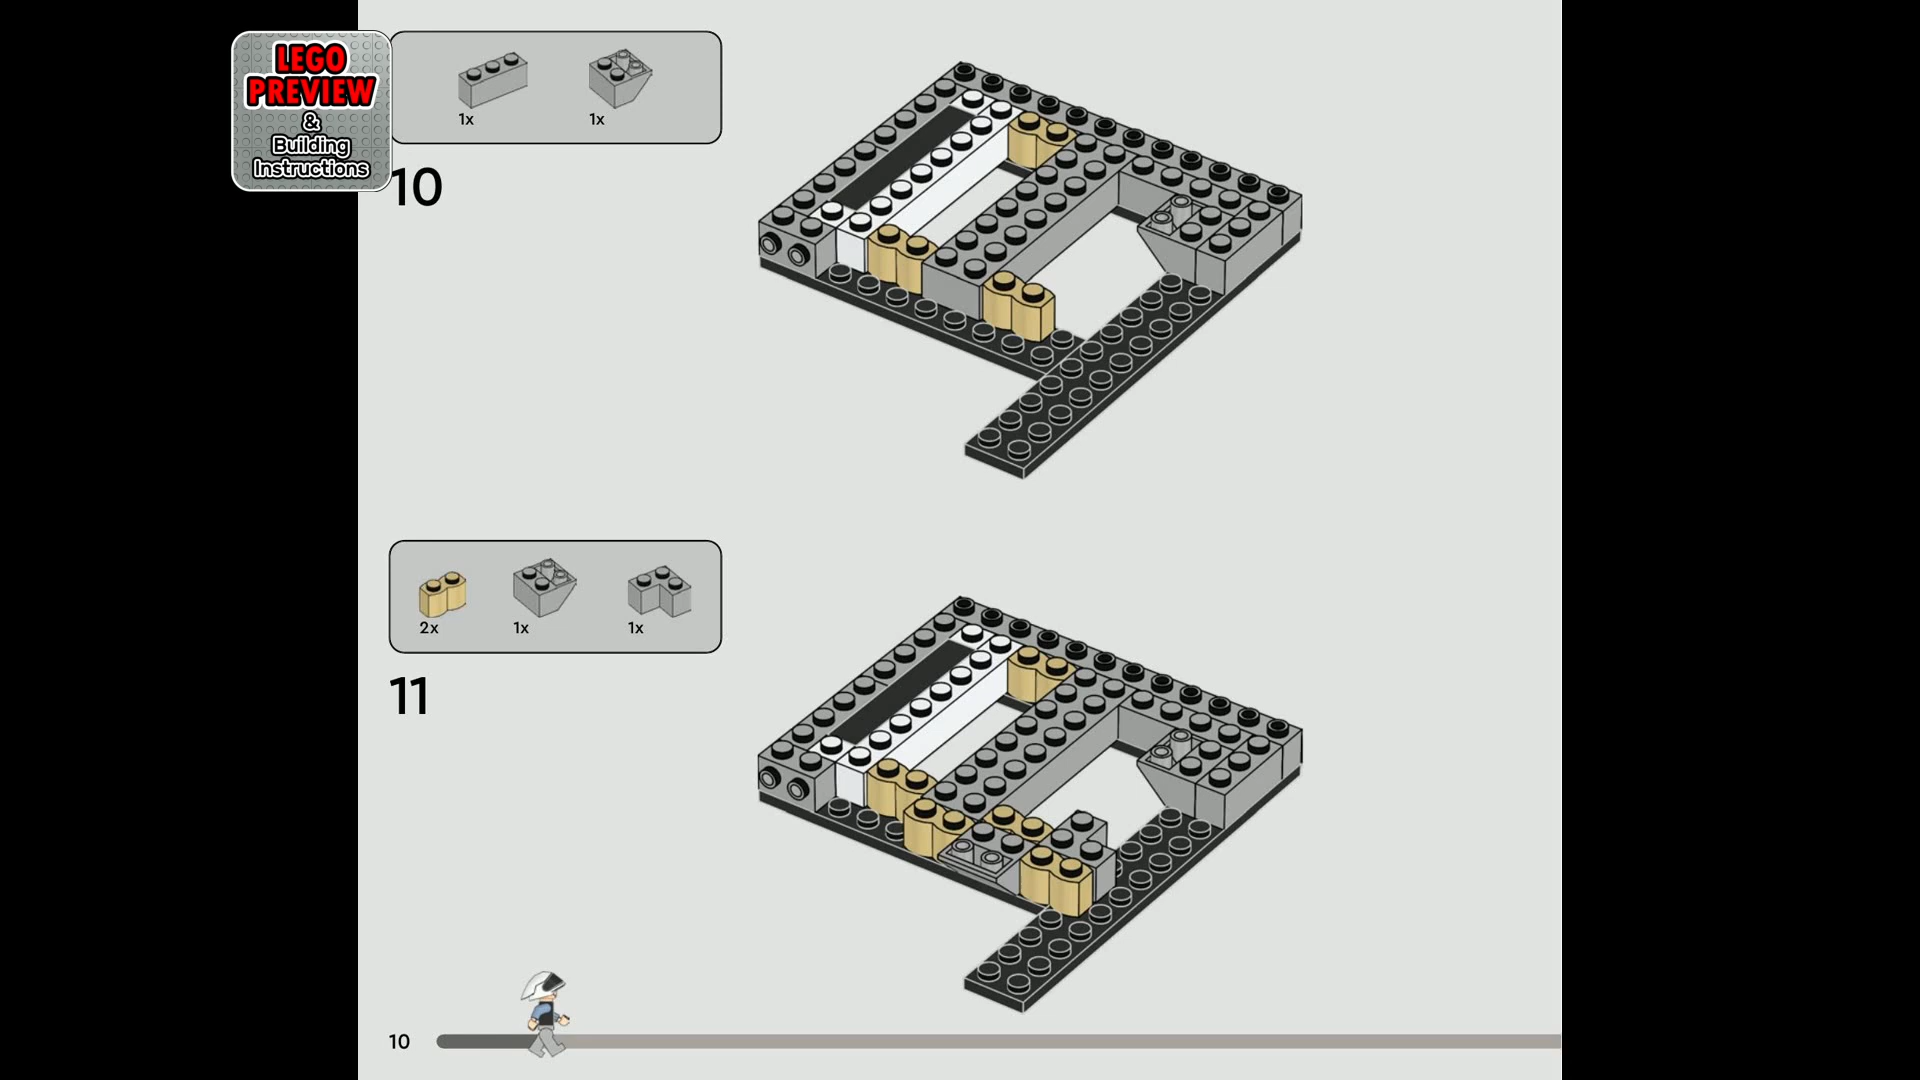 LEGO
PREVIEW
&
Building
Instructions
1x 1x
10
2x 1x 1x
11
10